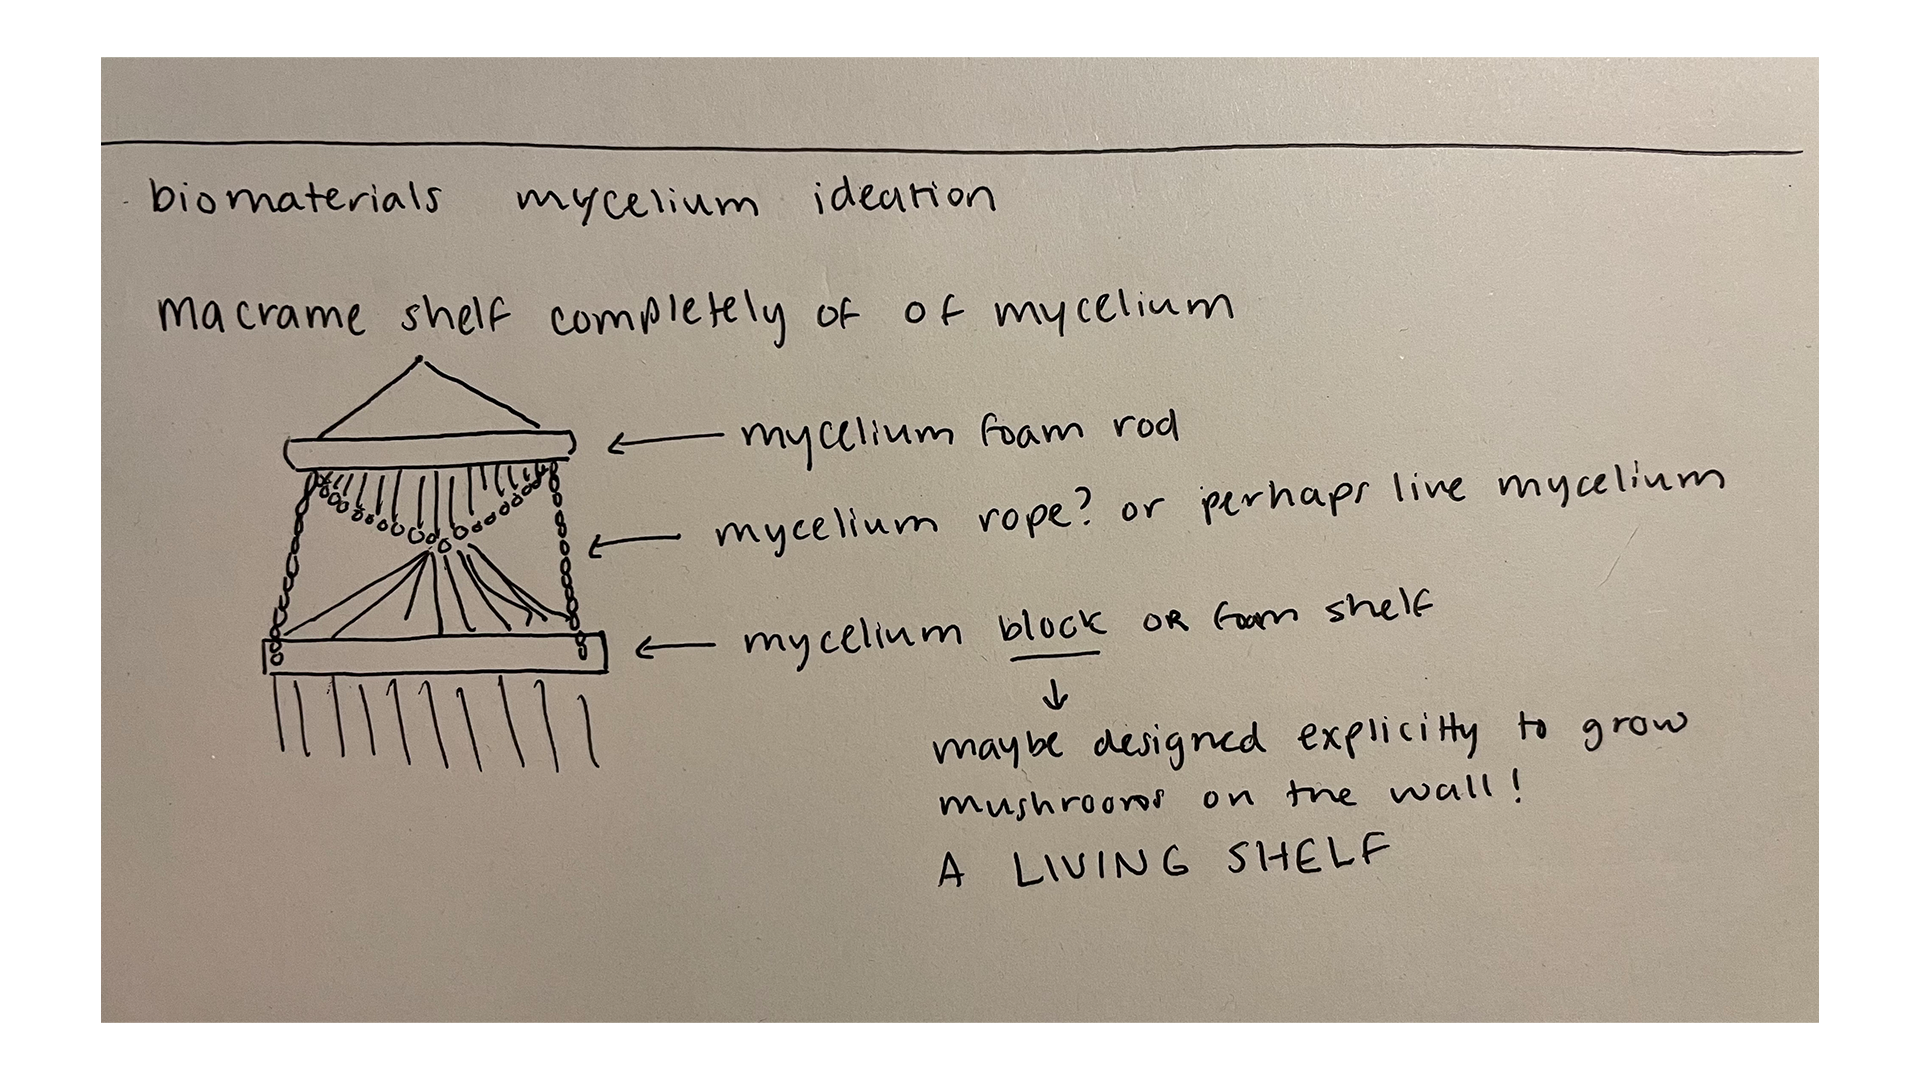 biomaterials mycelium ideation
macrame shelf completely of of mycelium
mycelium foam rod
mycelium rope? or perhaps live mycelium
mycelium block OR foam shelf
maybe designed explicitly to grow
mushrooms on the wall!
A LIVING SHELF